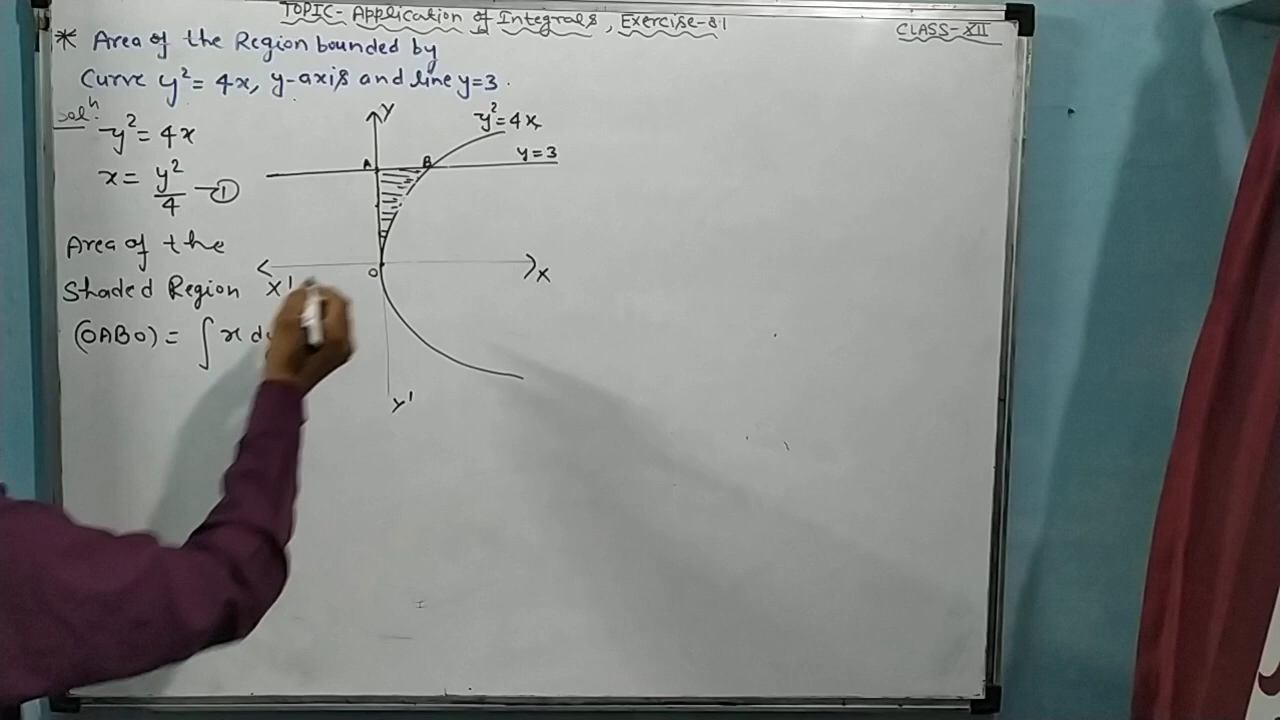 TOPIC- Application of Integrals, Exercise-8.1
CLASS-XII
* Area of the Region bounded by
Curve y²= 4x, y-axis and line y=3.
Solⁿ.
y²= 4x
x= y²/4 —①
Area of the
Shaded Region
(OABO) = ∫ x dy
Y
y²=4x
y=3
A
B
O
X
X'
Y'